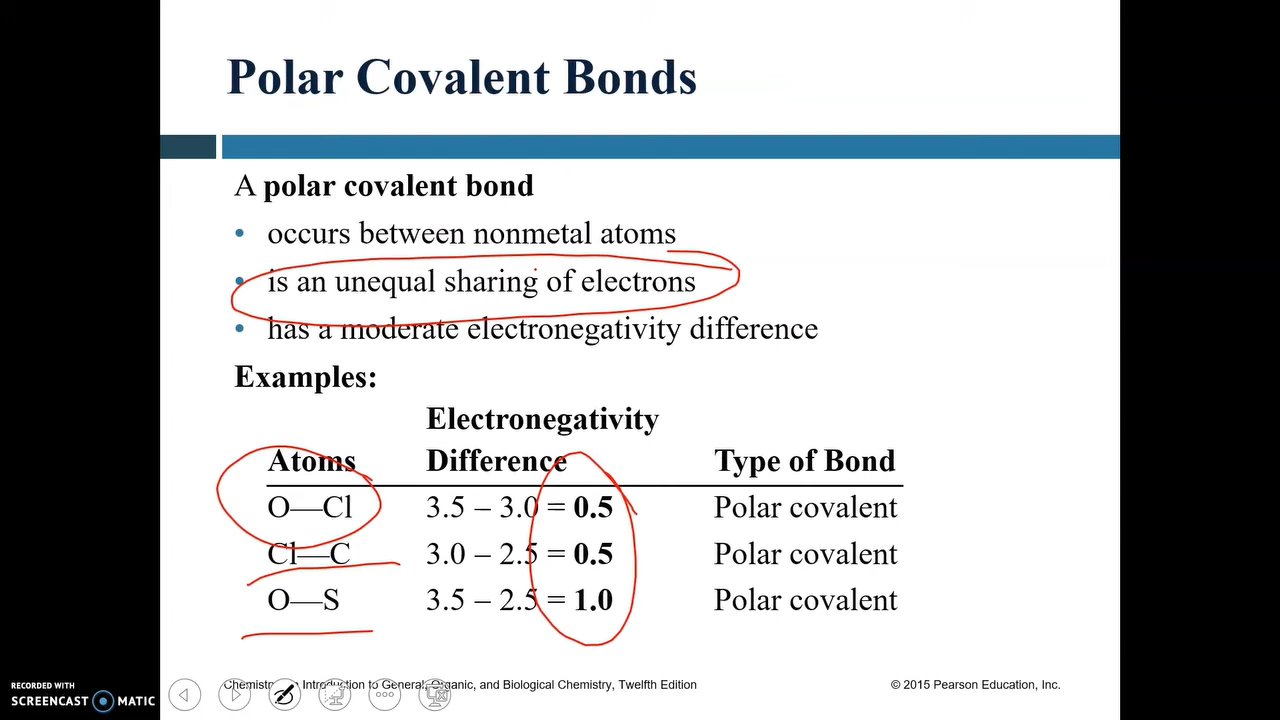 Polar Covalent Bonds
A polar covalent bond
• occurs between nonmetal atoms
• is an unequal sharing of electrons
• has a moderate electronegativity difference
Examples:
Electronegativity
Atoms Difference Type of Bond
O—Cl 3.5 – 3.0 = 0.5 Polar covalent
Cl—C 3.0 – 2.5 = 0.5 Polar covalent
O—S 3.5 – 2.5 = 1.0 Polar covalent
RECORDED WITH
SCREENCAST MATIC
Chemistry: Introduction to General, Organic, and Biological Chemistry, Twelfth Edition
© 2015 Pearson Education, Inc.